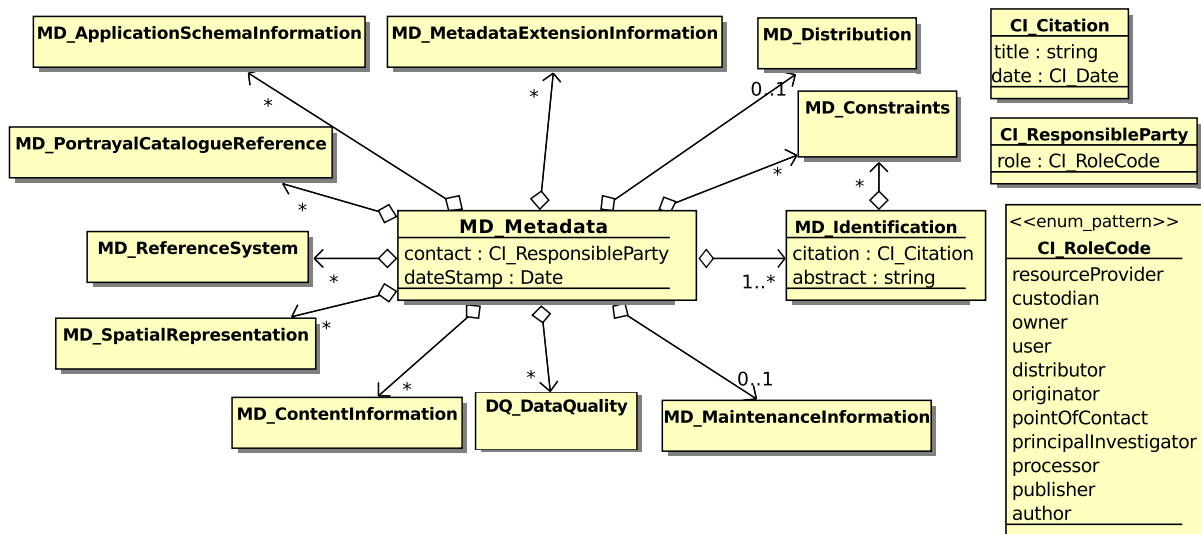 MD_ApplicationSchemaInformation
MD_MetadataExtensionInformation
MD_Distribution
CI_Citation
title : string
date : CI_Date
*
*
0..1
MD_Constraints
MD_PortrayalCatalogueReference
CI_ResponsibleParty
role : CI_RoleCode
*
*
*
MD_Metadata
contact : CI_ResponsibleParty
dateStamp : Date
MD_Identification
citation : CI_Citation
abstract : string
1..*
MD_ReferenceSystem
*
MD_SpatialRepresentation
*
<<enum_pattern>>
CI_RoleCode
resourceProvider
custodian
owner
user
distributor
originator
pointOfContact
principalInvestigator
processor
publisher
author
*
*
0..1
MD_ContentInformation
DQ_DataQuality
MD_MaintenanceInformation